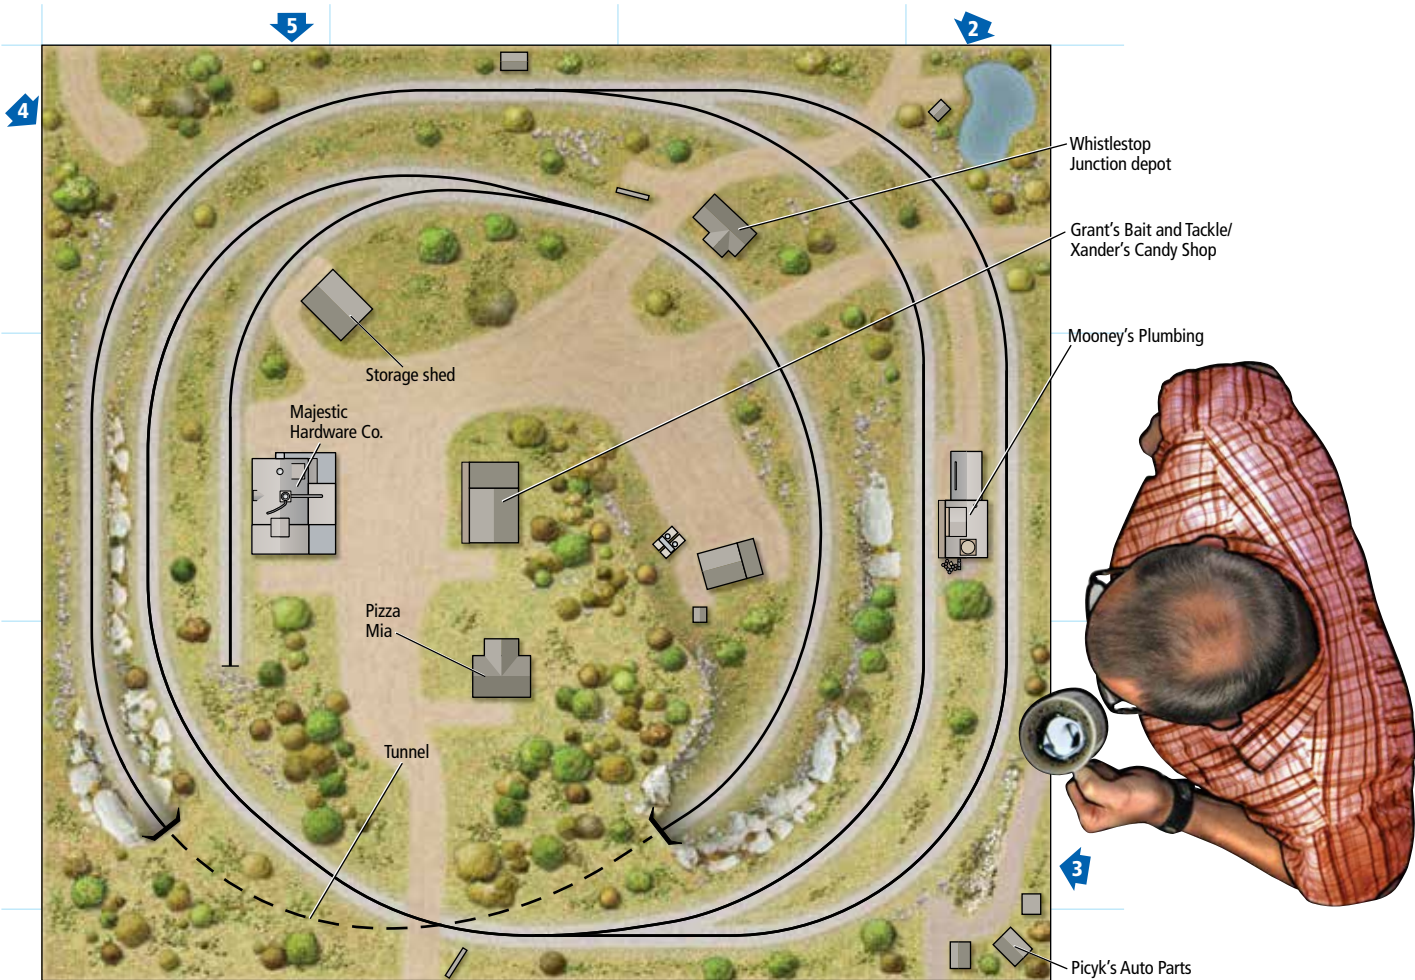 5
2
4
Whistlestop
Junction depot
Grant's Bait and Tackle/
Xander's Candy Shop
Mooney's Plumbing
Storage shed
Majestic
Hardware Co.
Pizza
Mia
Tunnel
3
Picyk's Auto Parts